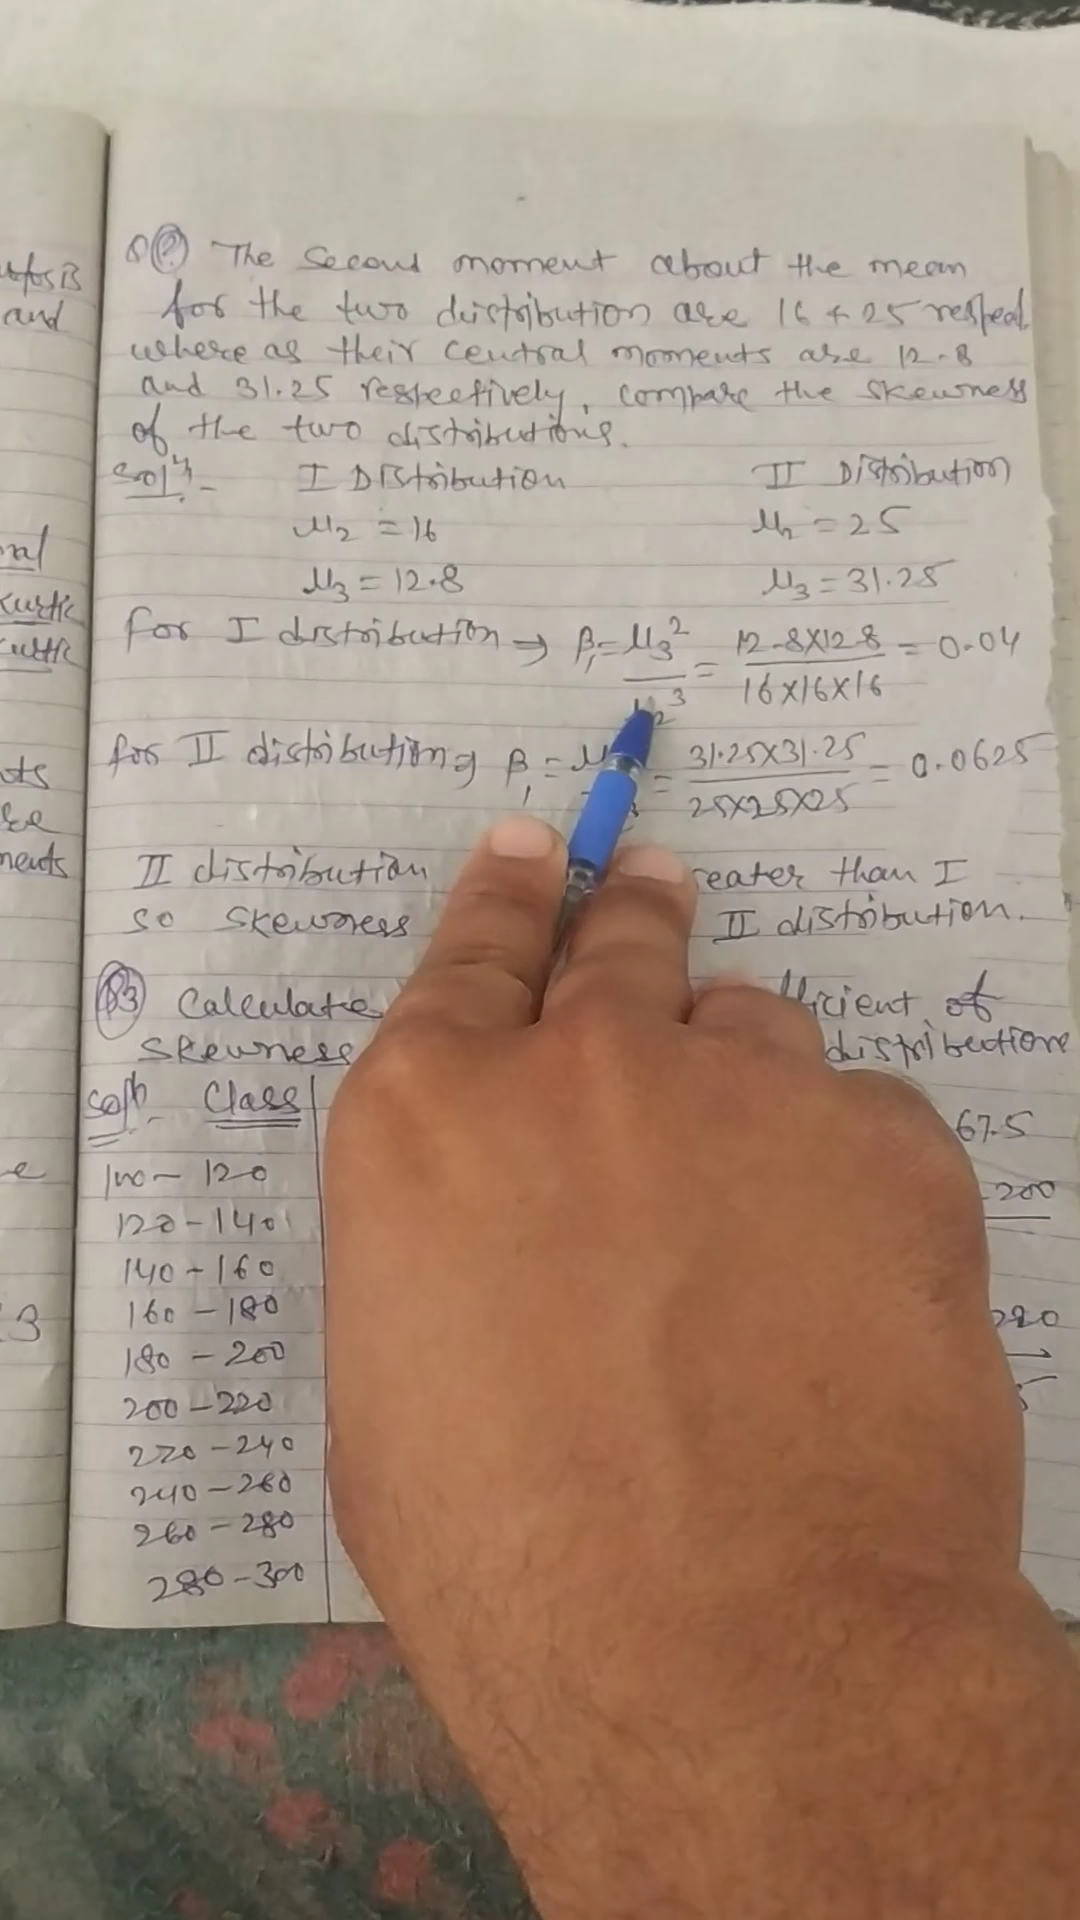 and
Q② The second moment about the mean
for the two distribution are 16 & 25 respect.
where as their central moments are 12.8
and 31.25 respectively, compare the skewness
of the two distributions.
Solⁿ:- I Distribution II Distribution
μ₂ = 16 μ₂ = 25
μ₃ = 12.8 μ₃ = 31.25
for I distribution → β₁ = μ₃² / μ₂³ = 12.8×12.8 / 16×16×16 = 0.04
for II distribution β₁ = 31.25×31.25 / 25×25×25 = 0.0625
II distribution reater than I
so skewness II distribution.
Q3 Calculate fficient of
skewness distribution
Solⁿ. Class
67.5
100 - 120
200
120 - 140
140 - 160
160 - 180
180 - 200
200 - 220
220 - 240
240 - 260
260 - 280
280 - 300